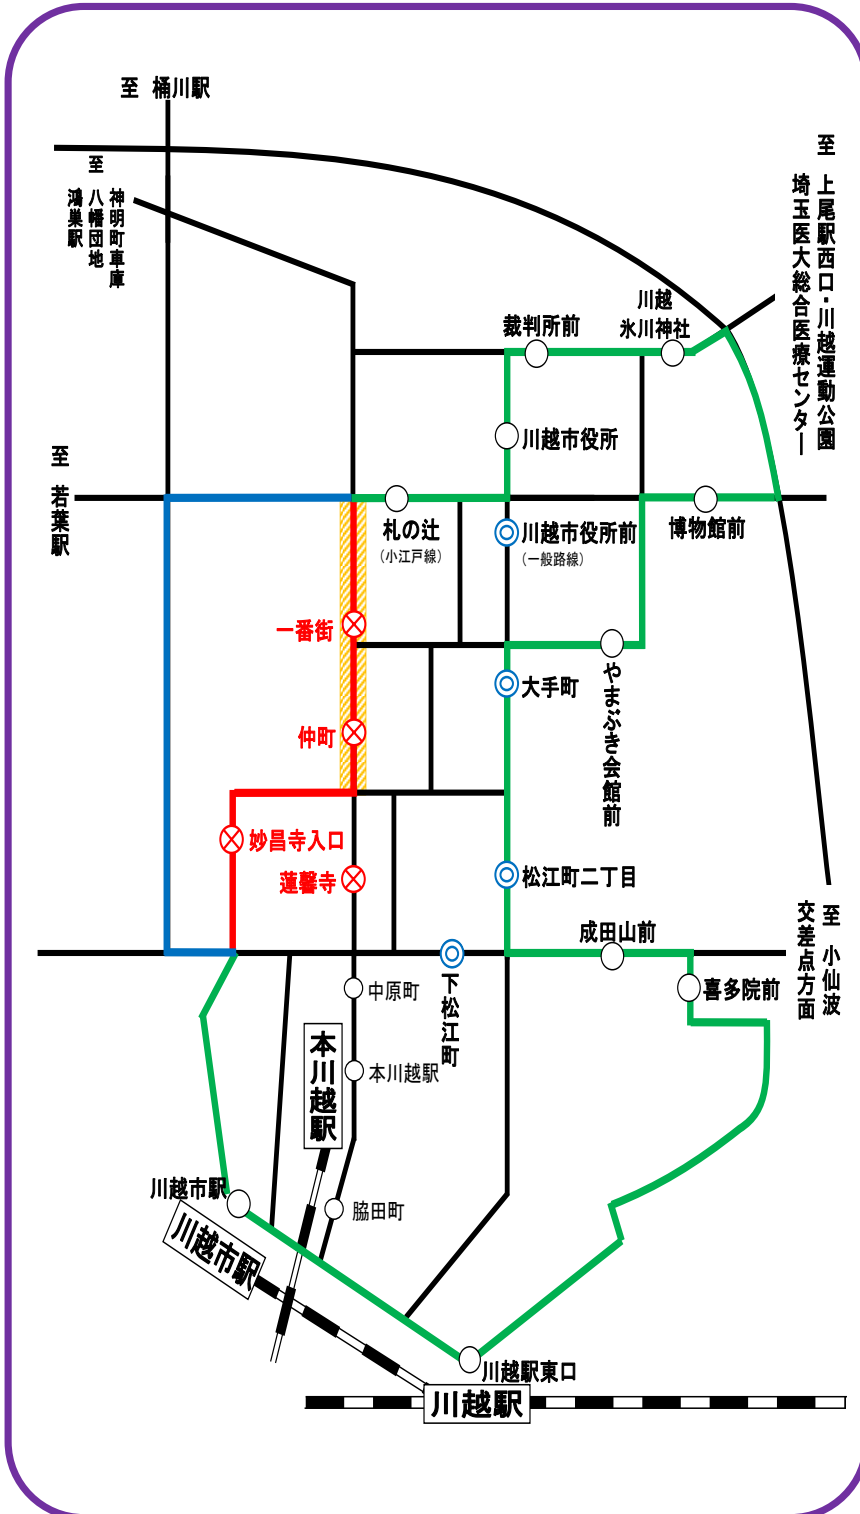 至 桶川駅
至 上尾駅西口・川越運動公園
埼玉医大総合医療センター
至
神明町車庫
八幡団地
鴻巣駅
川越
氷川神社
裁判所前
川越市役所
至 若葉駅
札の辻
(小江戸線)
川越市役所前
(一般路線)
博物館前
一番街
大手町
やまぶき会館前
仲町
妙昌寺入口
蓮馨寺
松江町二丁目
成田山前
至 小仙波
交差点方面
喜多院前
中原町
下松江町
本川越駅
本川越駅
川越市駅
脇田町
川越市駅
川越駅東口
川越駅